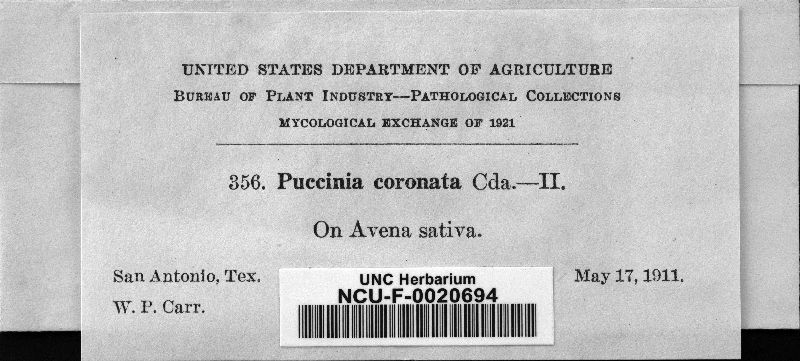 UNITED STATES DEPARTMENT OF AGRICULTURE
BUREAU OF PLANT INDUSTRY—PATHOLOGICAL COLLECTIONS
MYCOLOGICAL EXCHANGE OF 1921
356. Puccinia coronata Cda.—II.
On Avena sativa.
San Antonio, Tex. May 17, 1911.
W. P. Carr.
UNC Herbarium
NCU-F-0020694